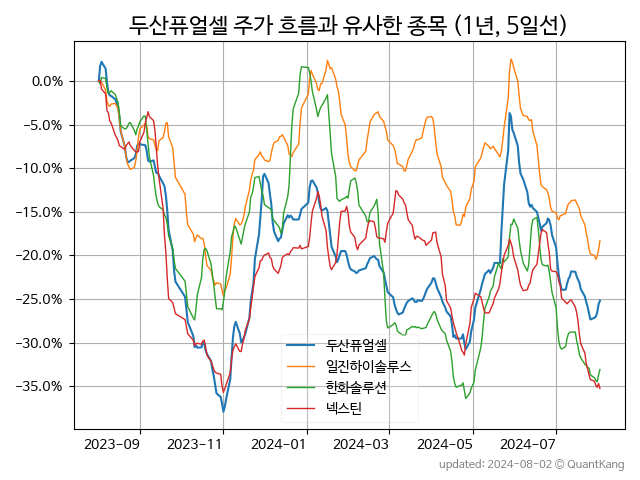 두산퓨얼셀 주가 흐름과 유사한 종목 (1년, 5일선)
0.0%
−5.0%
−10.0%
−15.0%
−20.0%
−25.0%
−30.0%
−35.0%
두산퓨얼셀
일진하이솔루스
한화솔루션
넥스틴
2023-09 2023-11 2024-01 2024-03 2024-05 2024-07
updated: 2024-08-02 © QuantKang